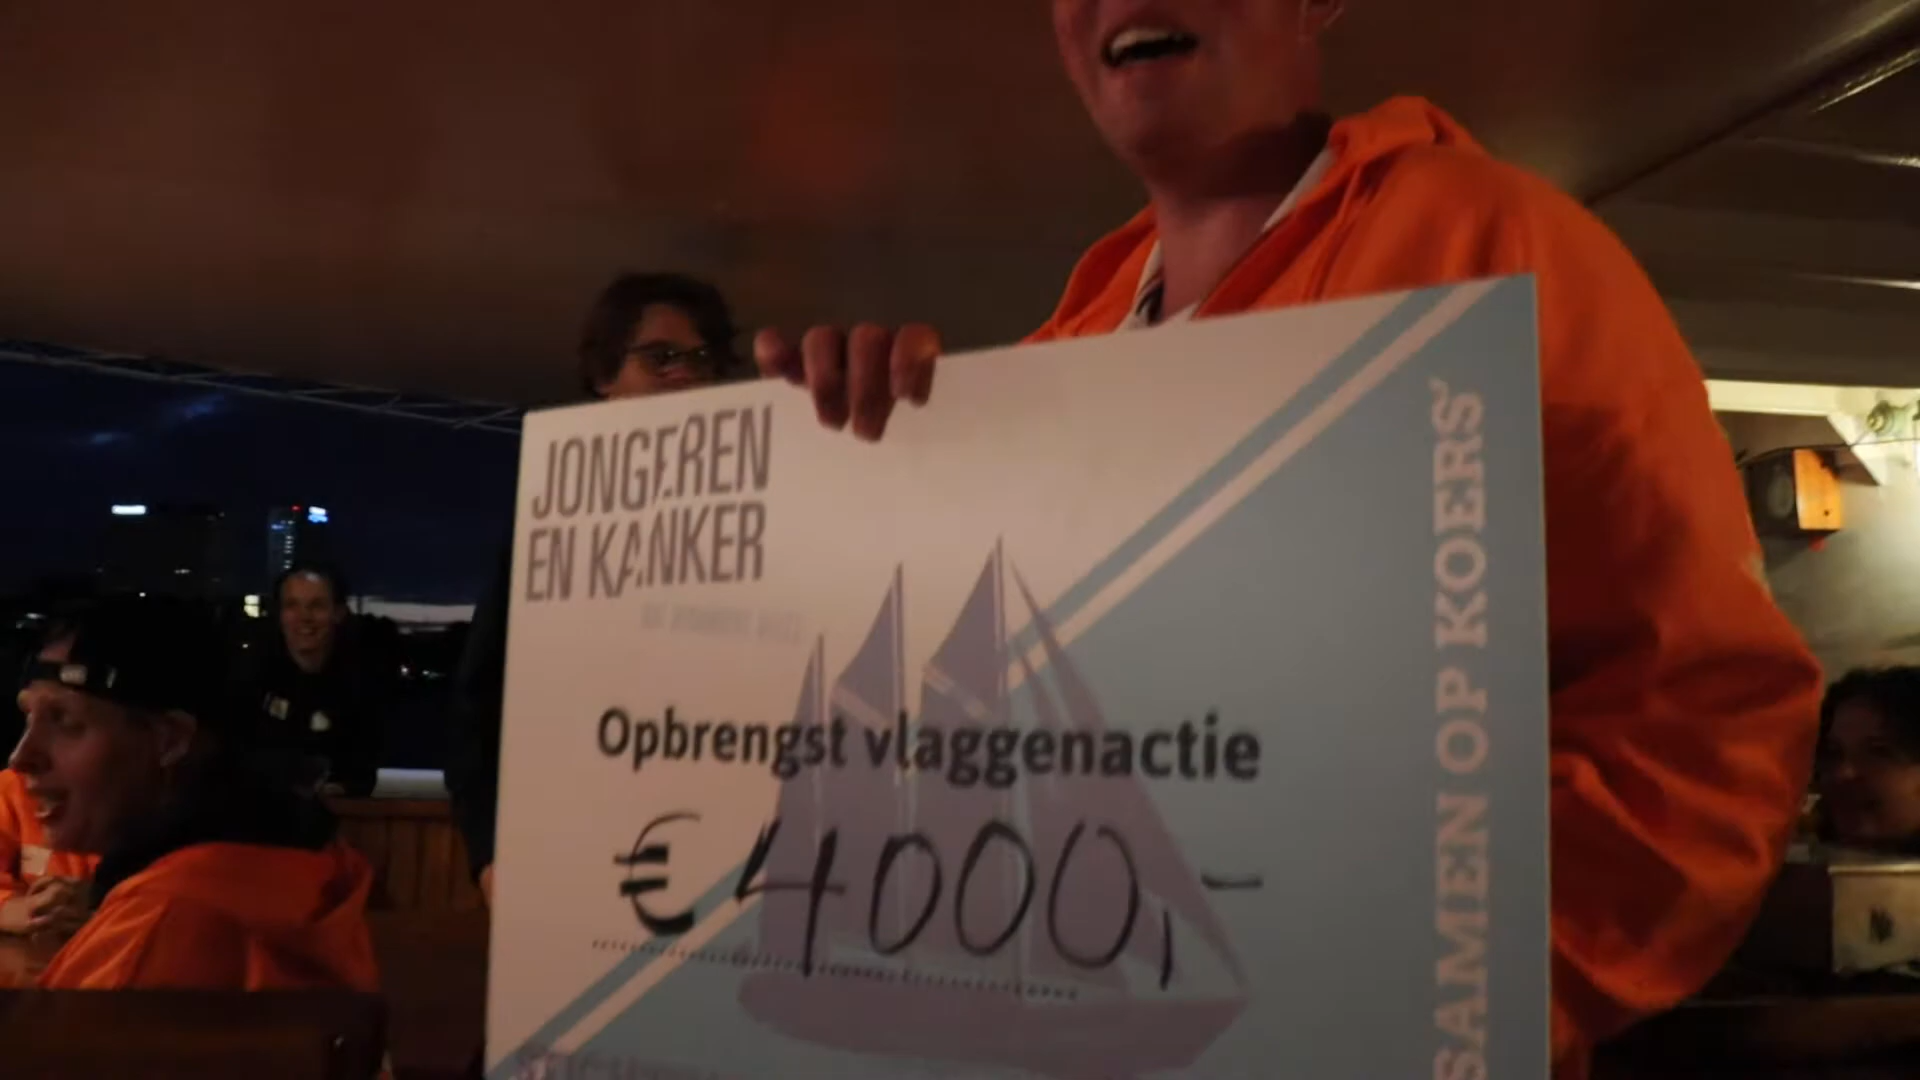 JONGEREN
EN KANKER
Opbrengst vlaggenactie
€ 4000,-
SAMEN OP KOERS